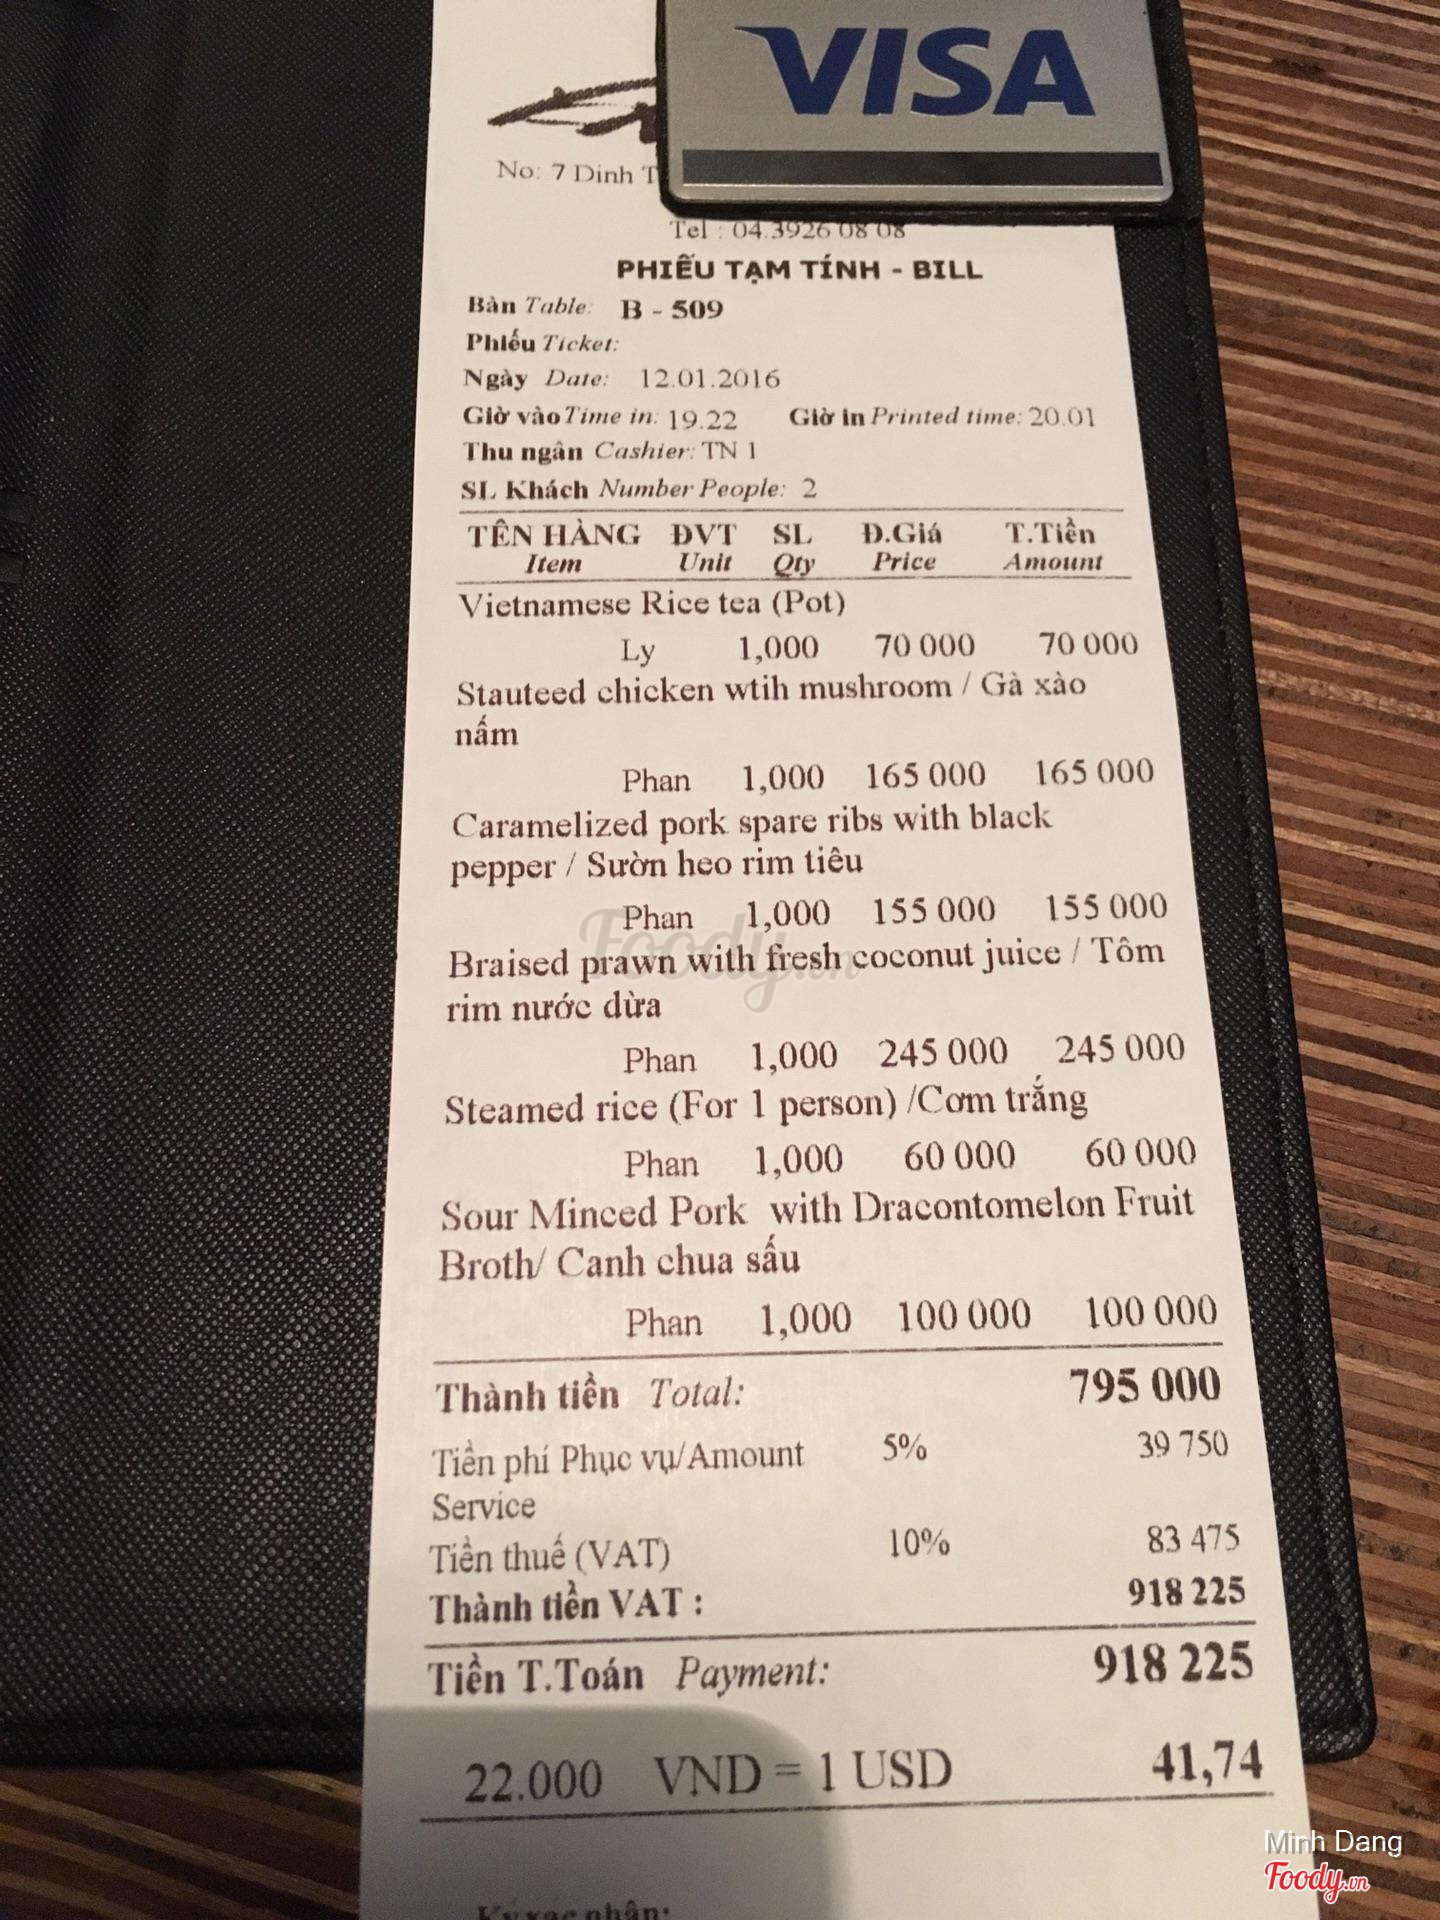 VISA
No: 7 Dinh T
Tel : 04.3926 08 08
PHIẾU TẠM TÍNH - BILL
Bàn Table: B - 509
Phiếu Ticket:
Ngày Date: 12.01.2016
Giờ vào Time in: 19.22 Giờ in Printed time: 20.01
Thu ngân Cashier: TN 1
SL Khách Number People: 2
TÊN HÀNG ĐVT SL Đ.Giá T.Tiền
Item Unit Qty Price Amount
Vietnamese Rice tea (Pot)
Ly 1,000 70 000 70 000
Stauteed chicken wtih mushroom / Gà xào
nấm
Phan 1,000 165 000 165 000
Caramelized pork spare ribs with black
pepper / Sườn heo rim tiêu
Phan 1,000 155 000 155 000
Braised prawn with fresh coconut juice / Tôm
rim nước dừa
Phan 1,000 245 000 245 000
Steamed rice (For 1 person) /Cơm trắng
Phan 1,000 60 000 60 000
Sour Minced Pork with Dracontomelon Fruit
Broth/ Canh chua sấu
Phan 1,000 100 000 100 000
Thành tiền Total: 795 000
Tiền phí Phục vụ/Amount 5% 39 750
Service
Tiền thuế (VAT) 10% 83 475
Thành tiền VAT : 918 225
Tiền T.Toán Payment: 918 225
22.000 VND = 1 USD 41,74
Ký xác nhận:
Foody.vn
Minh Dang
Foody.vn